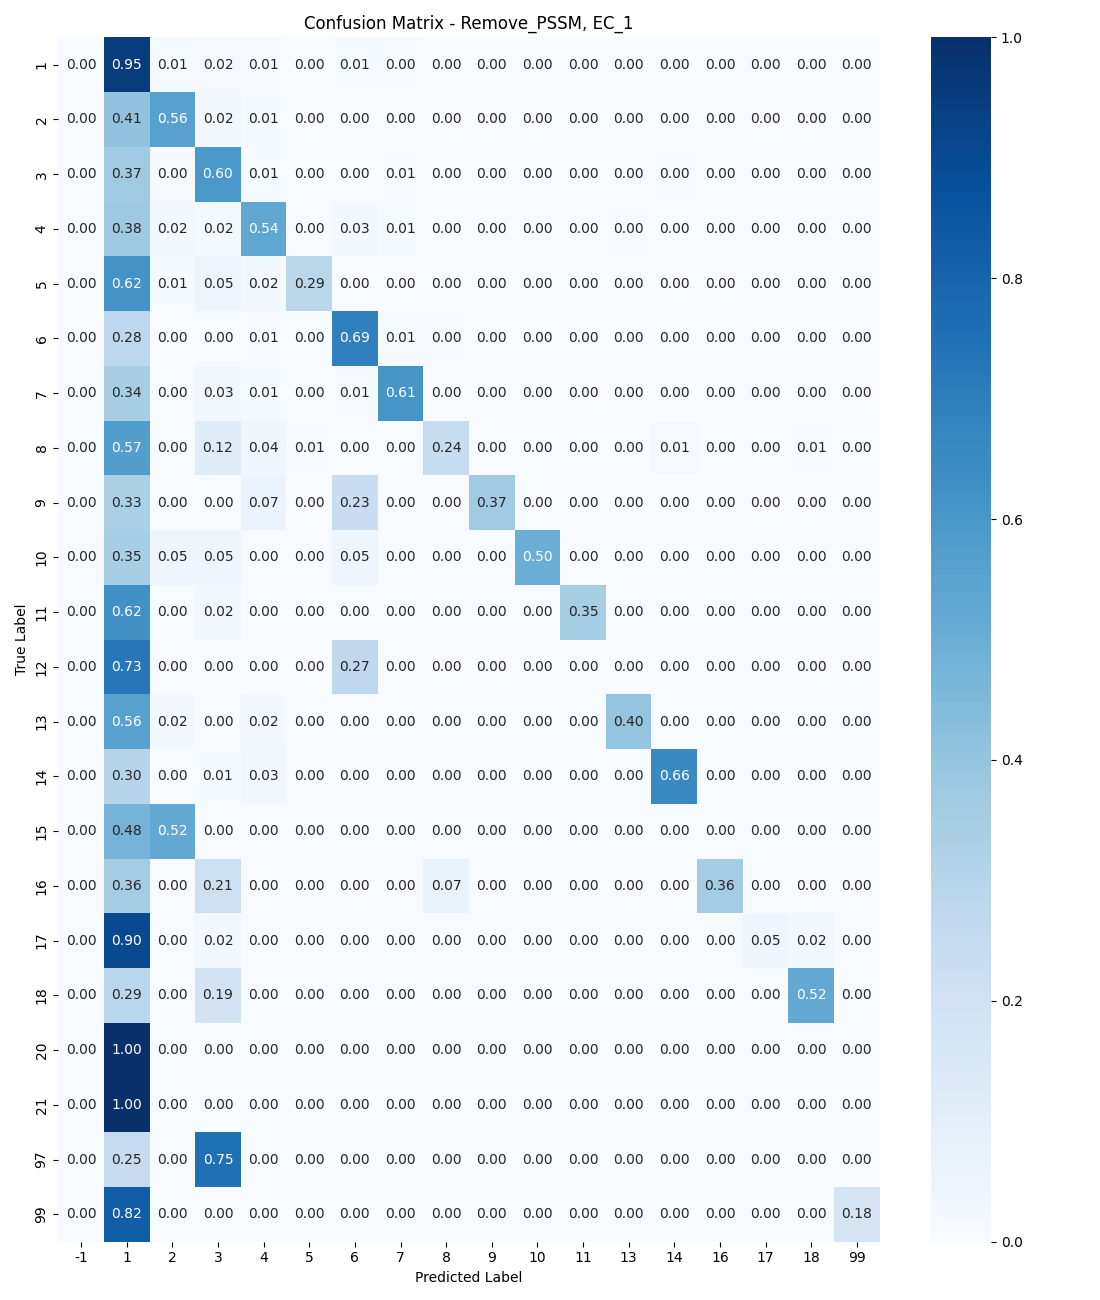 Confusion Matrix - Remove_PSSM, EC_1
True Label
1 0.00 0.95 0.01 0.02 0.01 0.00 0.01 0.00 0.00 0.00 0.00 0.00 0.00 0.00 0.00 0.00 0.00 0.00
2 0.00 0.41 0.56 0.02 0.01 0.00 0.00 0.00 0.00 0.00 0.00 0.00 0.00 0.00 0.00 0.00 0.00 0.00
3 0.00 0.37 0.00 0.60 0.01 0.00 0.00 0.01 0.00 0.00 0.00 0.00 0.00 0.00 0.00 0.00 0.00 0.00
4 0.00 0.38 0.02 0.02 0.54 0.00 0.03 0.01 0.00 0.00 0.00 0.00 0.00 0.00 0.00 0.00 0.00 0.00
5 0.00 0.62 0.01 0.05 0.02 0.29 0.00 0.00 0.00 0.00 0.00 0.00 0.00 0.00 0.00 0.00 0.00 0.00
6 0.00 0.28 0.00 0.00 0.01 0.00 0.69 0.01 0.00 0.00 0.00 0.00 0.00 0.00 0.00 0.00 0.00 0.00
7 0.00 0.34 0.00 0.03 0.01 0.00 0.01 0.61 0.00 0.00 0.00 0.00 0.00 0.00 0.00 0.00 0.00 0.00
8 0.00 0.57 0.00 0.12 0.04 0.01 0.00 0.00 0.24 0.00 0.00 0.00 0.00 0.01 0.00 0.00 0.01 0.00
9 0.00 0.33 0.00 0.00 0.07 0.00 0.23 0.00 0.00 0.37 0.00 0.00 0.00 0.00 0.00 0.00 0.00 0.00
10 0.00 0.35 0.05 0.05 0.00 0.00 0.05 0.00 0.00 0.00 0.50 0.00 0.00 0.00 0.00 0.00 0.00 0.00
11 0.00 0.62 0.00 0.02 0.00 0.00 0.00 0.00 0.00 0.00 0.00 0.35 0.00 0.00 0.00 0.00 0.00 0.00
12 0.00 0.73 0.00 0.00 0.00 0.00 0.27 0.00 0.00 0.00 0.00 0.00 0.00 0.00 0.00 0.00 0.00 0.00
13 0.00 0.56 0.02 0.00 0.02 0.00 0.00 0.00 0.00 0.00 0.00 0.00 0.40 0.00 0.00 0.00 0.00 0.00
14 0.00 0.30 0.00 0.01 0.03 0.00 0.00 0.00 0.00 0.00 0.00 0.00 0.00 0.66 0.00 0.00 0.00 0.00
15 0.00 0.48 0.52 0.00 0.00 0.00 0.00 0.00 0.00 0.00 0.00 0.00 0.00 0.00 0.00 0.00 0.00 0.00
16 0.00 0.36 0.00 0.21 0.00 0.00 0.00 0.00 0.07 0.00 0.00 0.00 0.00 0.00 0.36 0.00 0.00 0.00
17 0.00 0.90 0.00 0.02 0.00 0.00 0.00 0.00 0.00 0.00 0.00 0.00 0.00 0.00 0.00 0.05 0.02 0.00
18 0.00 0.29 0.00 0.19 0.00 0.00 0.00 0.00 0.00 0.00 0.00 0.00 0.00 0.00 0.00 0.00 0.52 0.00
20 0.00 1.00 0.00 0.00 0.00 0.00 0.00 0.00 0.00 0.00 0.00 0.00 0.00 0.00 0.00 0.00 0.00 0.00
21 0.00 1.00 0.00 0.00 0.00 0.00 0.00 0.00 0.00 0.00 0.00 0.00 0.00 0.00 0.00 0.00 0.00 0.00
97 0.00 0.25 0.00 0.75 0.00 0.00 0.00 0.00 0.00 0.00 0.00 0.00 0.00 0.00 0.00 0.00 0.00 0.00
99 0.00 0.82 0.00 0.00 0.00 0.00 0.00 0.00 0.00 0.00 0.00 0.00 0.00 0.00 0.00 0.00 0.00 0.18
-1 1 2 3 4 5 6 7 8 9 10 11 13 14 16 17 18 99
Predicted Label
1.0
0.8
0.6
0.4
0.2
0.0